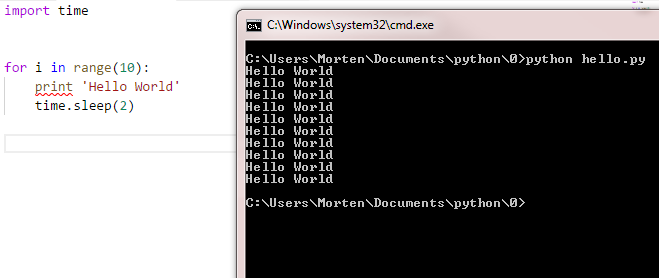 import time
for i in range(10):
    print 'Hello World'
    time.sleep(2)
C:\Windows\system32\cmd.exe
C:\Users\Morten\Documents\python\0>python hello.py
Hello World
Hello World
Hello World
Hello World
Hello World
Hello World
Hello World
Hello World
Hello World
Hello World
C:\Users\Morten\Documents\python\0>